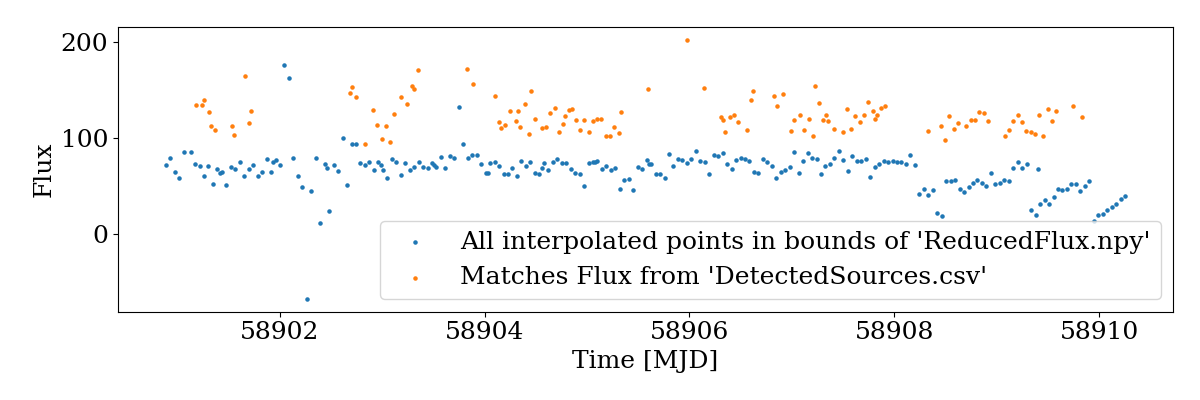 200
100
0
Flux
All interpolated points in bounds of 'ReducedFlux.npy'
Matches Flux from 'DetectedSources.csv'
58902 58904 58906 58908 58910
Time [MJD]